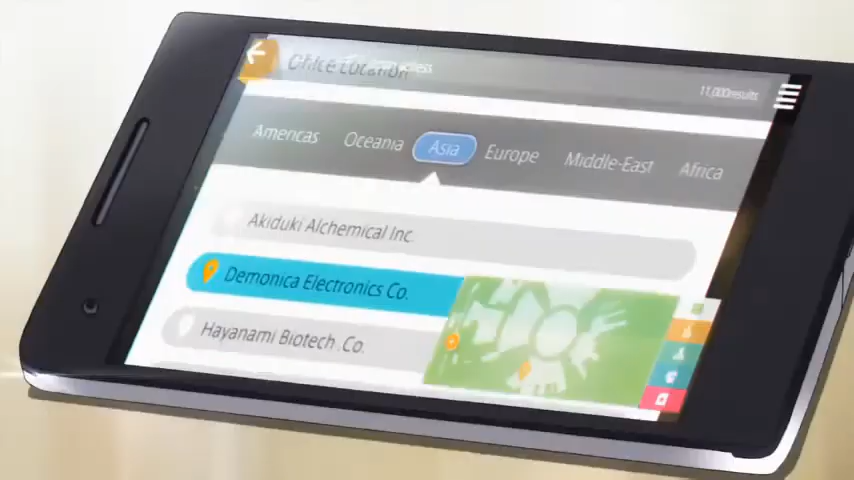 Office Location
11,000results
Americas Oceania Asia Europe Middle-East Africa
Akiduki Alchemical Inc.
Demonica Electronics Co.
Hayanami Biotech .Co.